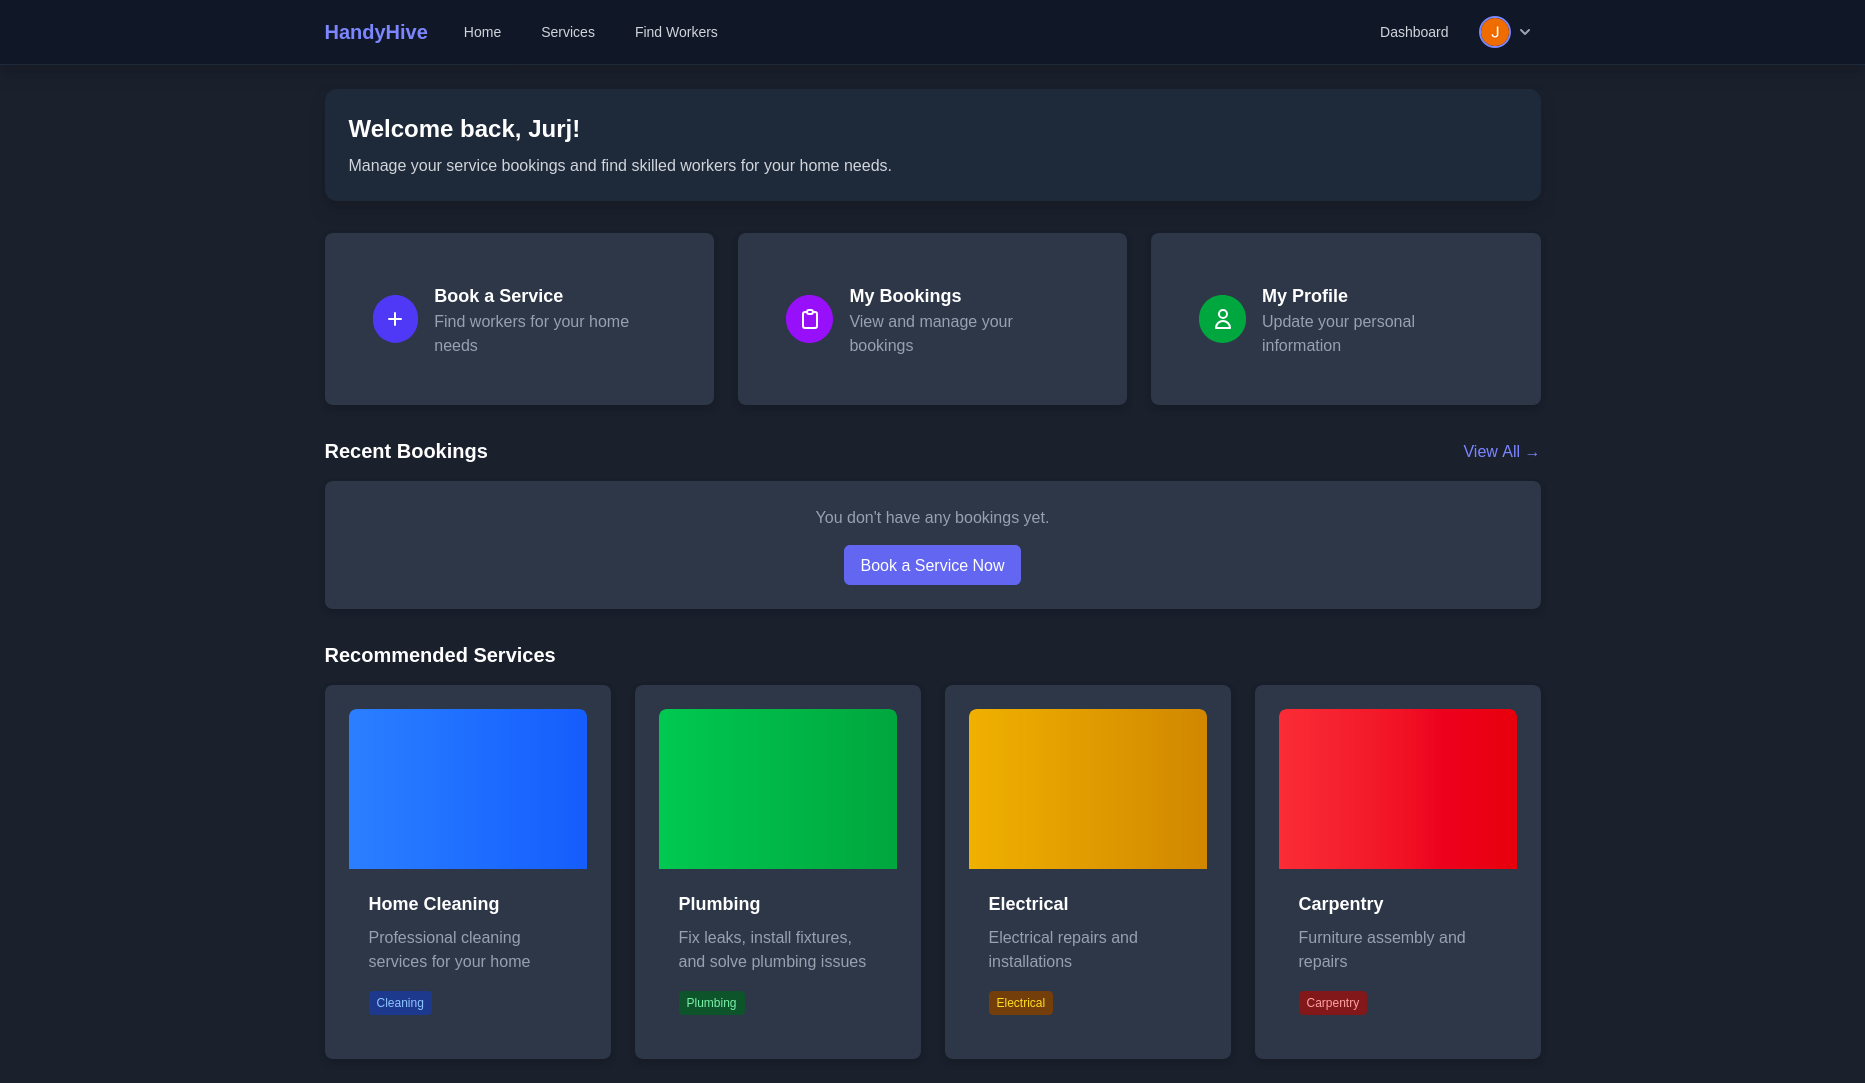 HandyHive
Home
Services
Find Workers
Dashboard
J
Welcome back, Jurj!
Manage your service bookings and find skilled workers for your home needs.
Book a Service
Find workers for your home
needs
My Bookings
View and manage your
bookings
My Profile
Update your personal
information
Recent Bookings
View All →
You don't have any bookings yet.
Book a Service Now
Recommended Services
Home Cleaning
Professional cleaning
services for your home
Cleaning
Plumbing
Fix leaks, install fixtures,
and solve plumbing issues
Plumbing
Electrical
Electrical repairs and
installations
Electrical
Carpentry
Furniture assembly and
repairs
Carpentry